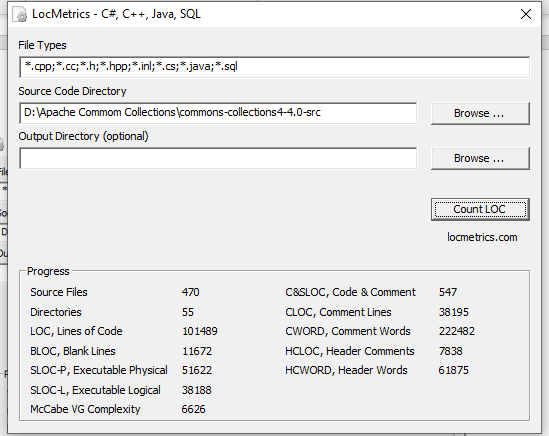 LocMetrics - C#, C++, Java, SQL
File Types
*.cpp;*.cc;*.h;*.hpp;*.inl;*.cs;*.java;*.sql
Source Code Directory
D:\Apache Commom Collections\commons-collections4-4.0-src
Browse ...
Output Directory (optional)
Browse ...
Count LOC
locmetrics.com
Progress
Source Files 470 C&SLOC, Code & Comment 547
Directories 55 CLOC, Comment Lines 38195
LOC, Lines of Code 101489 CWORD, Comment Words 222482
BLOC, Blank Lines 11672 HCLOC, Header Comments 7838
SLOC-P, Executable Physical 51622 HCWORD, Header Words 61875
SLOC-L, Executable Logical 38188
McCabe VG Complexity 6626